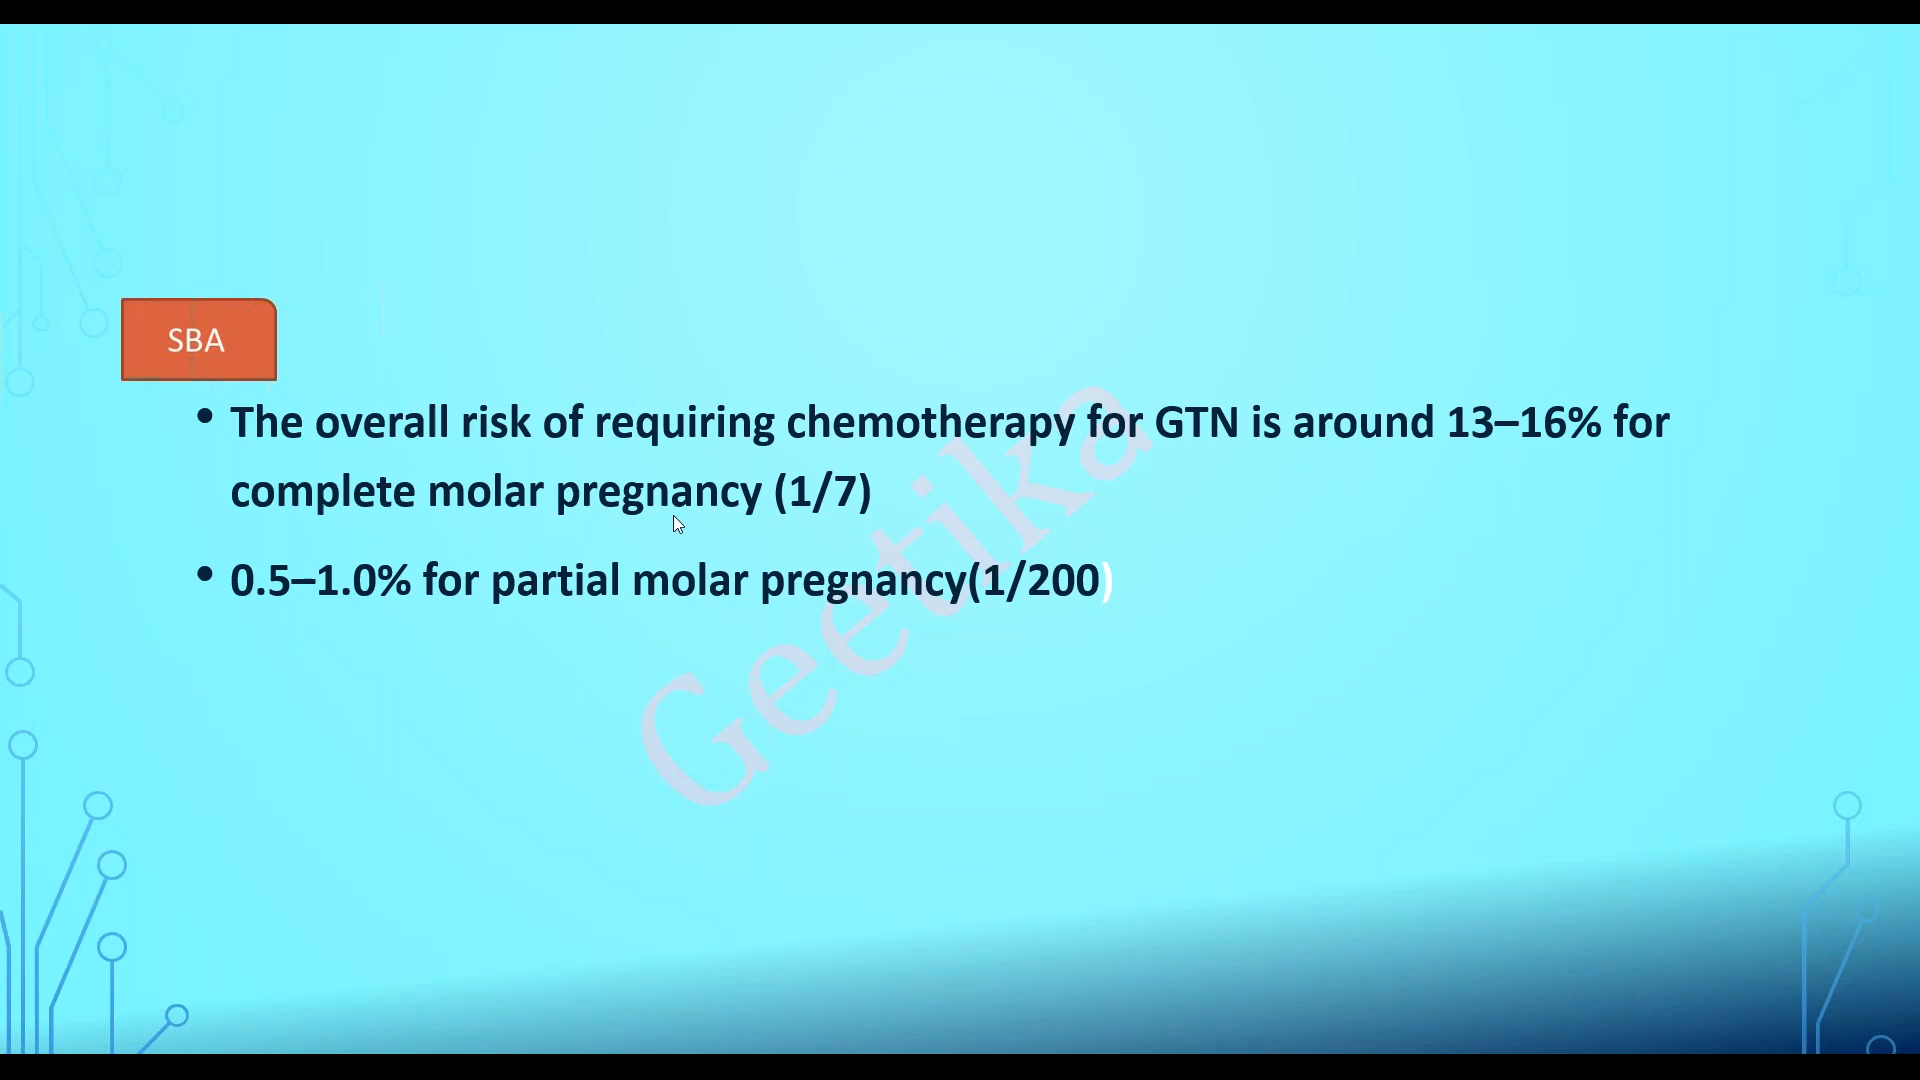 SBA
• The overall risk of requiring chemotherapy for GTN is around 13–16% for
complete molar pregnancy (1/7)
• 0.5–1.0% for partial molar pregnancy(1/200)
Geetika